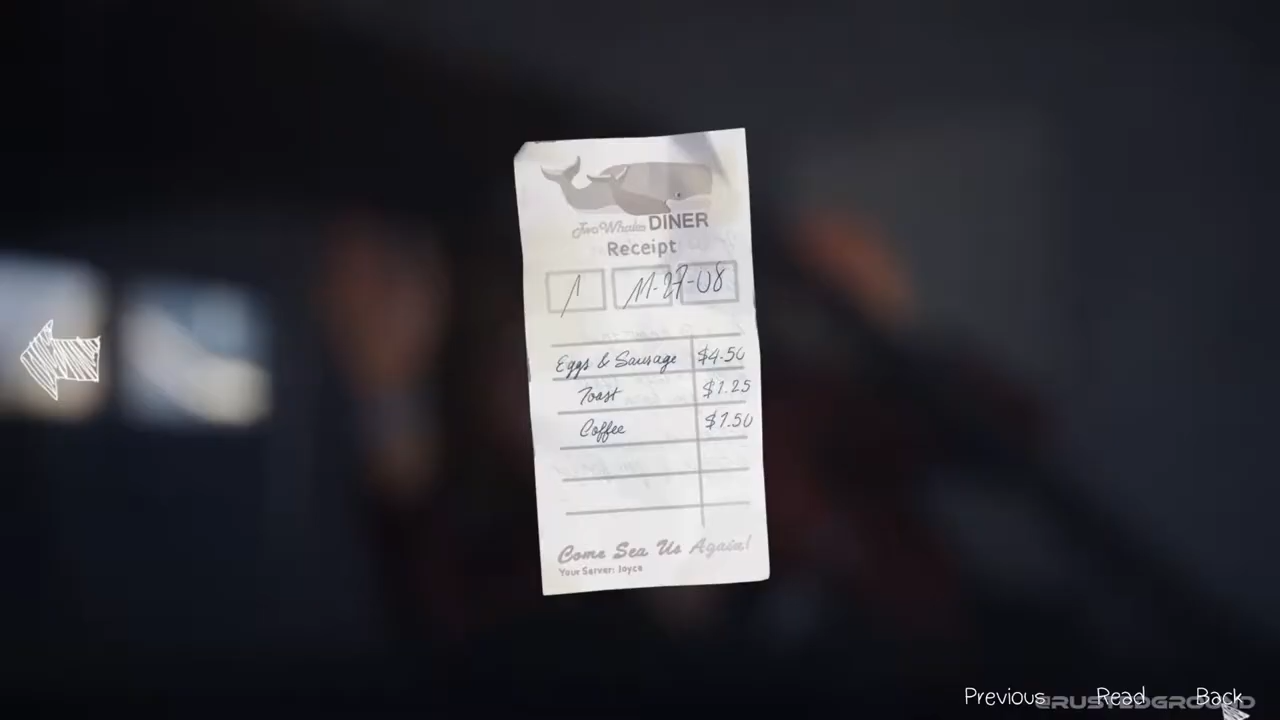 Two Whales DINER
Receipt
1 11-27-08
Eggs & Sausage $4.50
Toast $1.25
Coffee $1.50
Come Sea Us Again!
Your Server: Joyce
Previous Read Back